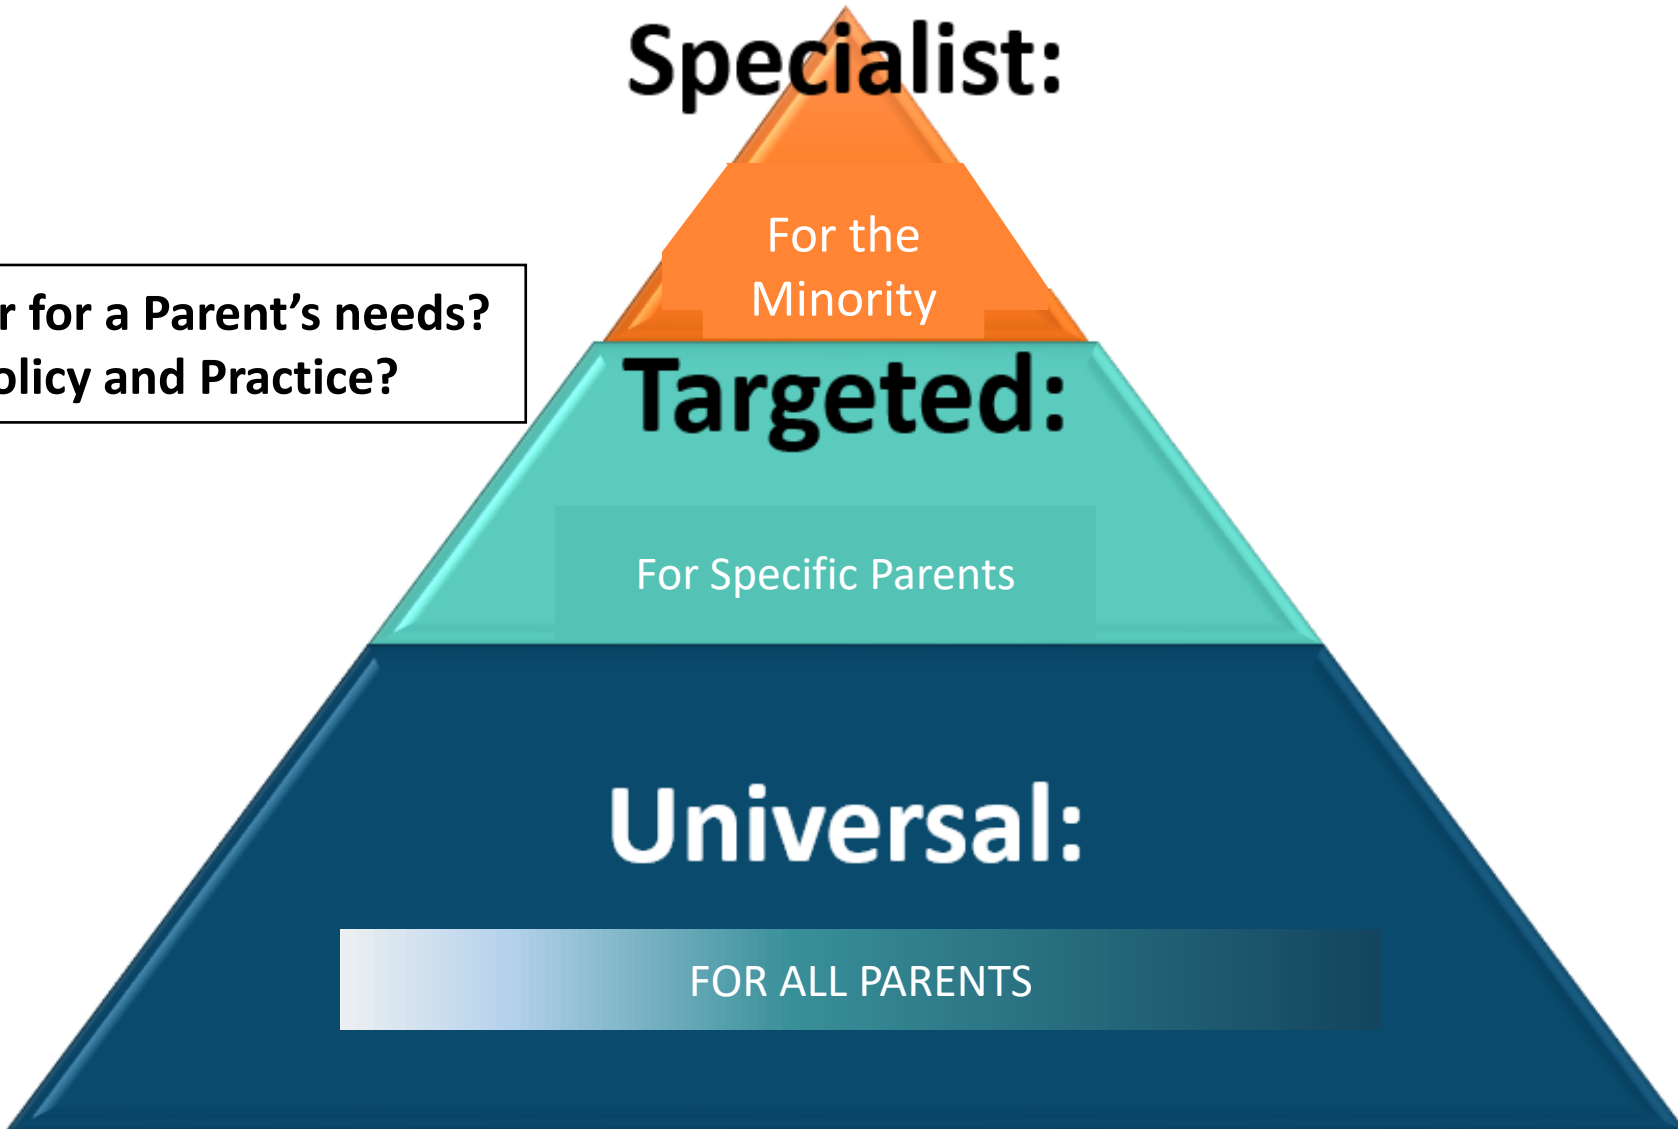 Specialist:
For the
Minority
r for a Parent’s needs?
olicy and Practice?
Targeted:
For Specific Parents
Universal:
FOR ALL PARENTS